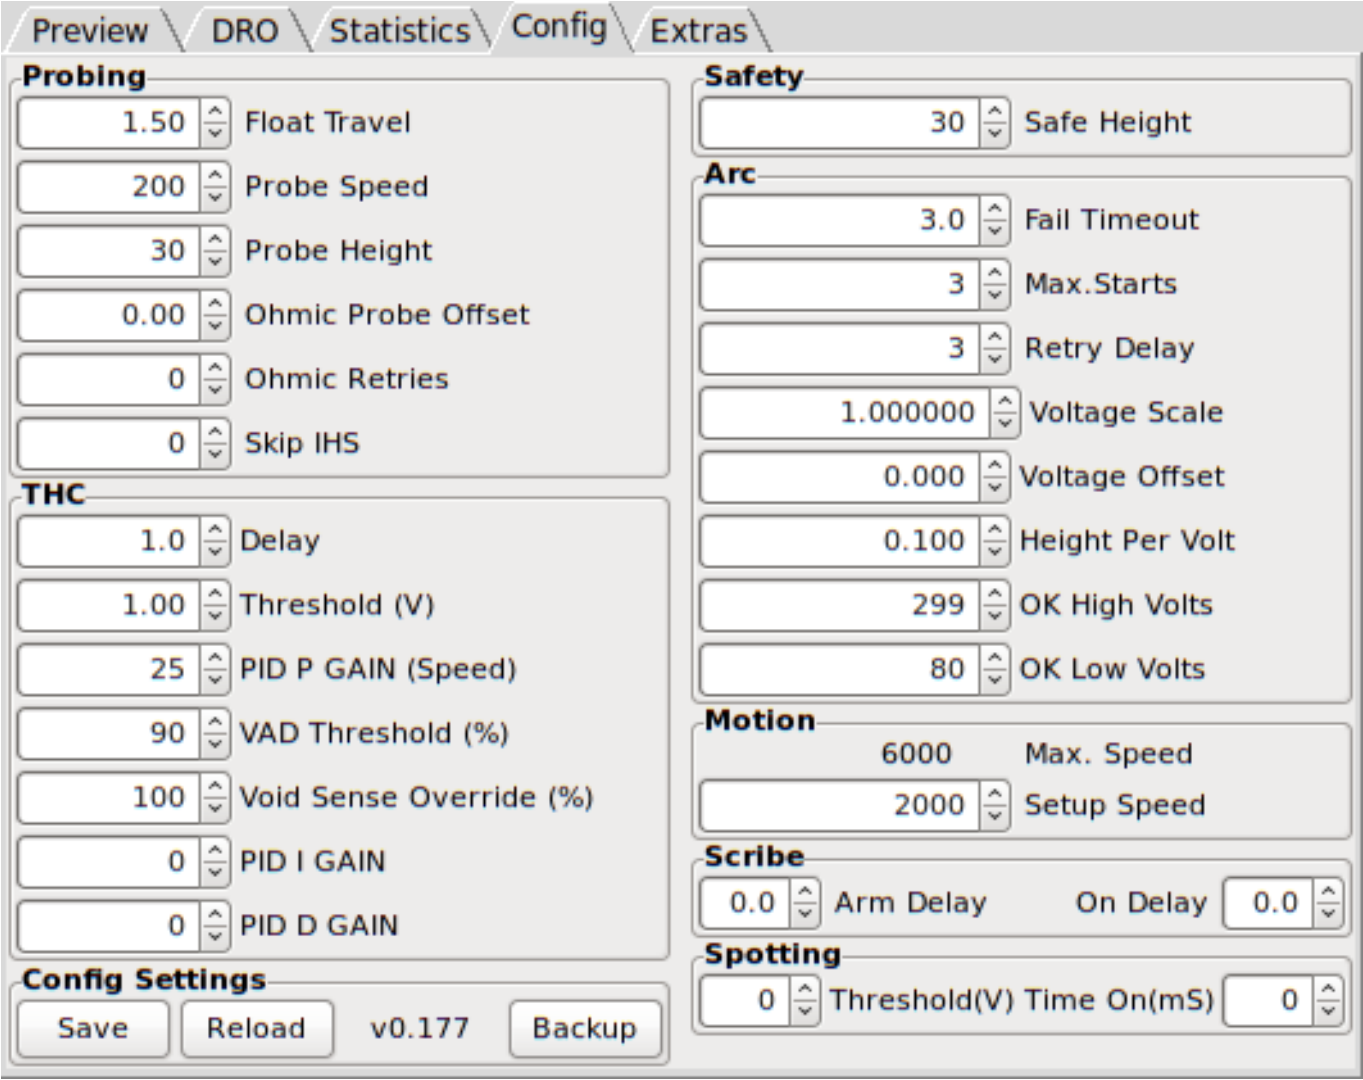 Preview DRO Statistics Config Extras
Probing
1.50 Float Travel
200 Probe Speed
30 Probe Height
0.00 Ohmic Probe Offset
0 Ohmic Retries
0 Skip IHS
THC
1.0 Delay
1.00 Threshold (V)
25 PID P GAIN (Speed)
90 VAD Threshold (%)
100 Void Sense Override (%)
0 PID I GAIN
0 PID D GAIN
Config Settings
Save Reload v0.177 Backup
Safety
30 Safe Height
Arc
3.0 Fail Timeout
3 Max.Starts
3 Retry Delay
1.000000 Voltage Scale
0.000 Voltage Offset
0.100 Height Per Volt
299 OK High Volts
80 OK Low Volts
Motion
6000 Max. Speed
2000 Setup Speed
Scribe
0.0 Arm Delay On Delay 0.0
Spotting
0 Threshold(V) Time On(mS) 0